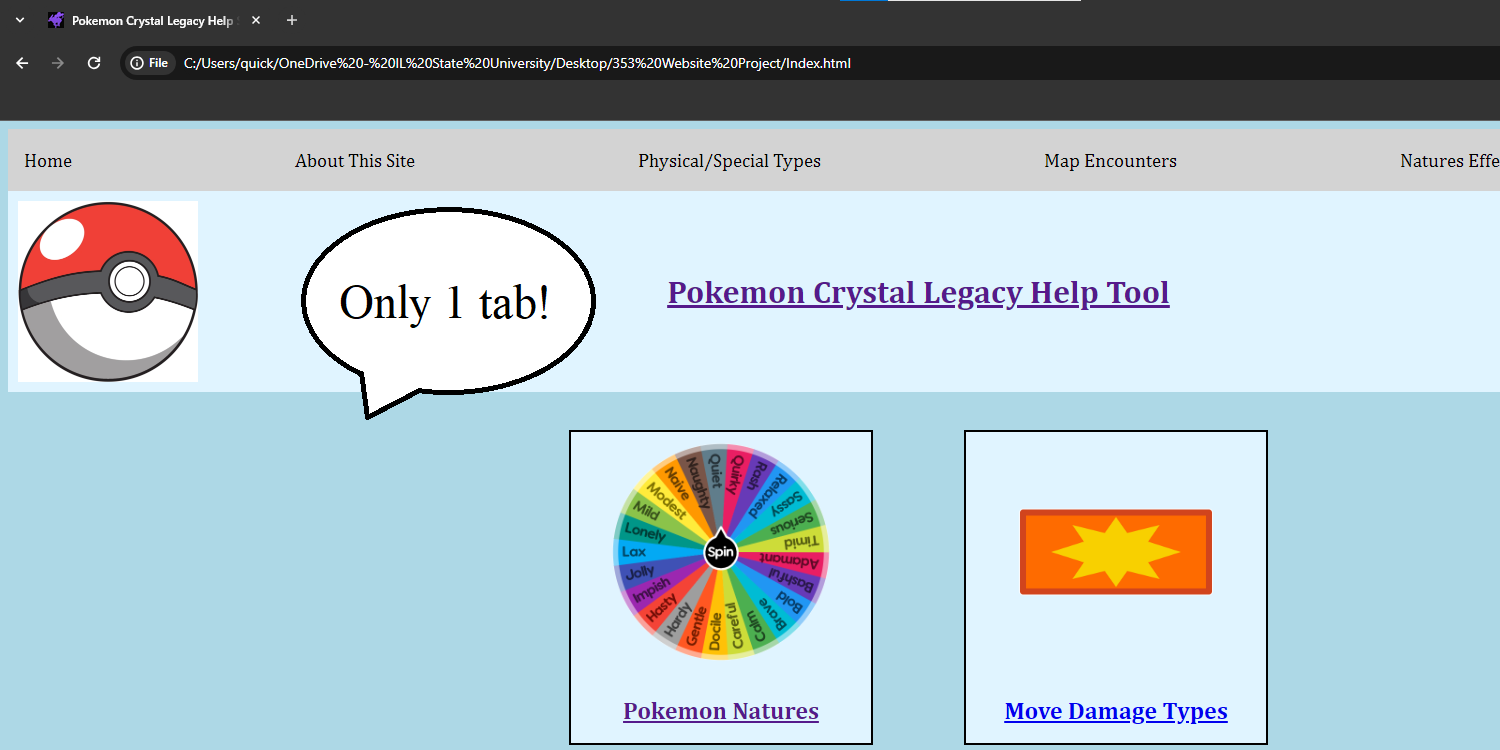 Pokemon Crystal Legacy Help
File C:/Users/quick/OneDrive%20-%20IL%20State%20University/Desktop/353%20Website%20Project/Index.html
Home About This Site Physical/Special Types Map Encounters Natures Effe
Only 1 tab!
Pokemon Crystal Legacy Help Tool
Quiet
Quirky
Rash
Relaxed
Sassy
Serious
Timid
Adamant
Bashful
Bold
Brave
Calm
Careful
Docile
Gentle
Hardy
Hasty
Impish
Jolly
Lax
Lonely
Mild
Modest
Naive
Naughty
Spin
Pokemon Natures
Move Damage Types